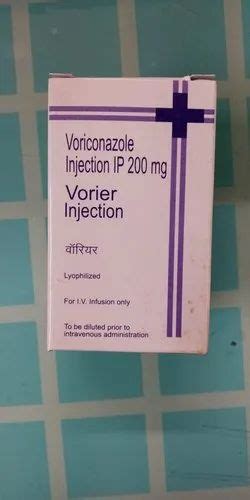 Voriconazole
Injection IP 200 mg
Vorier
Injection
वॉरियर
Lyophilized
For I.V. Infusion only
To be diluted prior to
intravenous administration